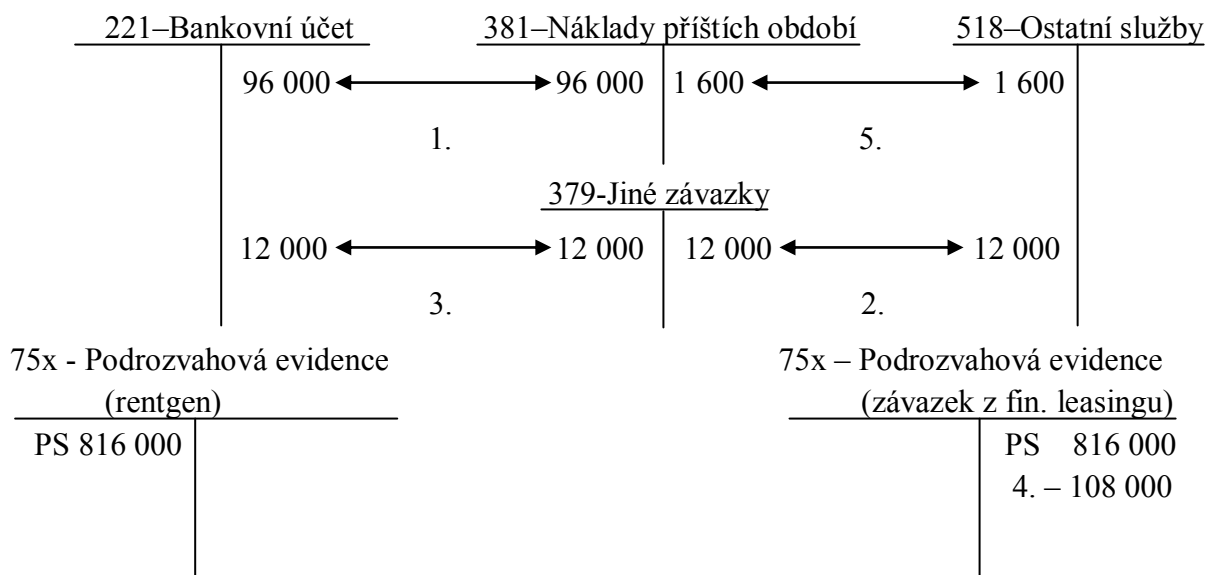 221–Bankovní účet 381–Náklady příštích období 518–Ostatní služby
96 000 96 000 1 600 1 600
1. 5.
379-Jiné závazky
12 000 12 000 12 000 12 000
3. 2.
75x - Podrozvahová evidence 75x – Podrozvahová evidence
(rentgen) (závazek z fin. leasingu)
PS 816 000 PS 816 000
4. – 108 000